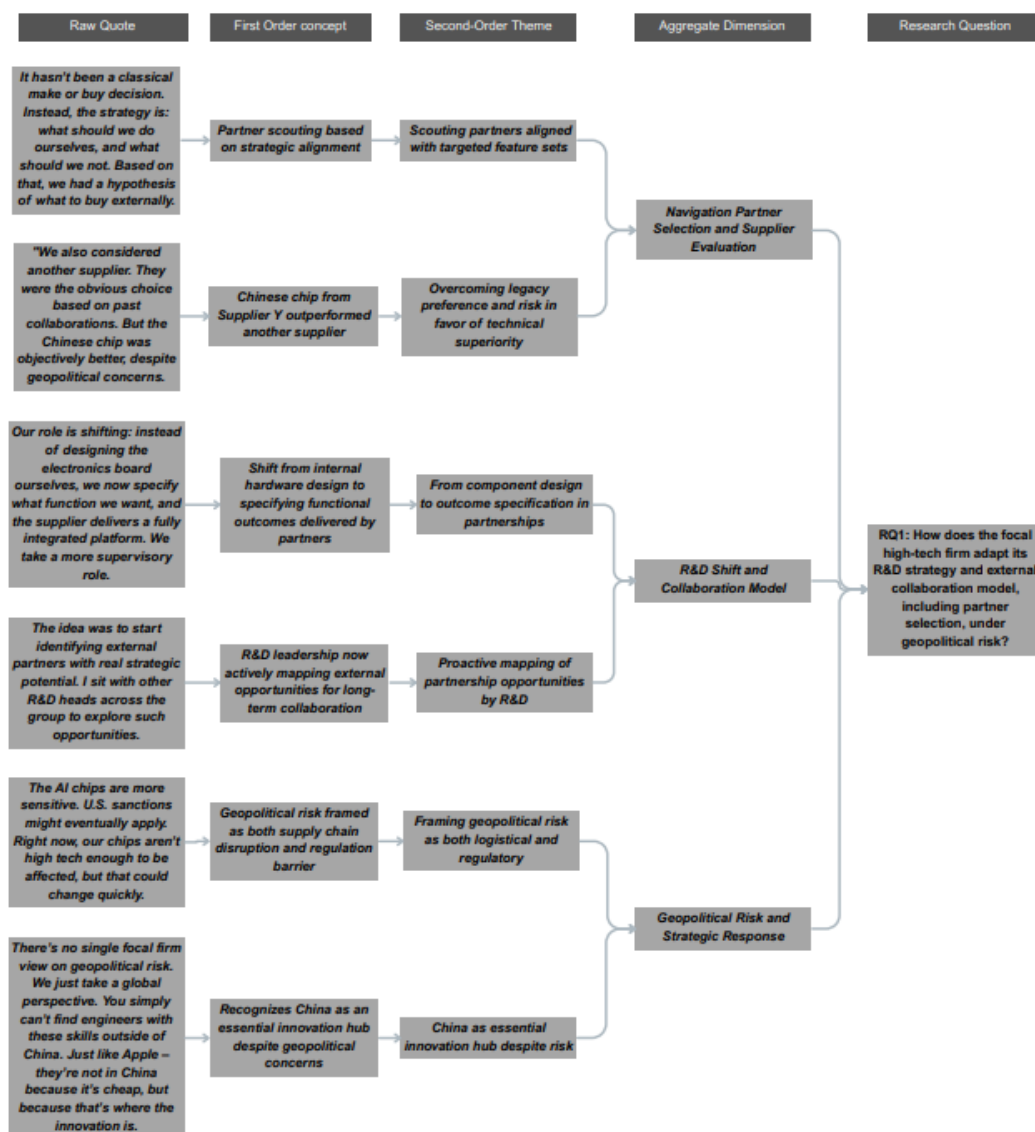 Raw Quote
First Order concept
Second-Order Theme
Aggregate Dimension
Research Question
It hasn't been a classical
make or buy decision.
Instead, the strategy is:
what should we do
ourselves, and what
should we not. Based on
that, we had a hypothesis
of what to buy externally.
Partner scouting based
on strategic alignment
Scouting partners aligned
with targeted feature sets
Navigation Partner
Selection and Supplier
Evaluation
"We also considered
another supplier. They
were the obvious choice
based on past
collaborations. But the
Chinese chip was
objectively better, despite
geopolitical concerns.
Chinese chip from
Supplier Y outperformed
another supplier
Overcoming legacy
preference and risk in
favor of technical
superiority
Our role is shifting: instead
of designing the
electronics board
ourselves, we now specify
what function we want, and
the supplier delivers a fully
integrated platform. We
take a more supervisory
role.
Shift from internal
hardware design to
specifying functional
outcomes delivered by
partners
From component design
to outcome specification in
partnerships
R&D Shift and
Collaboration Model
RQ1: How does the focal
high-tech firm adapt its
R&D strategy and external
collaboration model,
including partner
selection, under
geopolitical risk?
The idea was to start
identifying external
partners with real strategic
potential. I sit with other
R&D heads across the
group to explore such
opportunities.
R&D leadership now
actively mapping external
opportunities for long-
term collaboration
Proactive mapping of
partnership opportunities
by R&D
The AI chips are more
sensitive. U.S. sanctions
might eventually apply.
Right now, our chips aren't
high tech enough to be
affected, but that could
change quickly.
Geopolitical risk framed
as both supply chain
disruption and regulation
barrier
Framing geopolitical risk
as both logistical and
regulatory
Geopolitical Risk and
Strategic Response
There's no single focal firm
view on geopolitical risk.
We just take a global
perspective. You simply
can't find engineers with
these skills outside of
China. Just like Apple –
they're not in China
because it's cheap, but
because that's where the
innovation is.
Recognizes China as an
essential innovation hub
despite geopolitical
concerns
China as essential
innovation hub despite risk